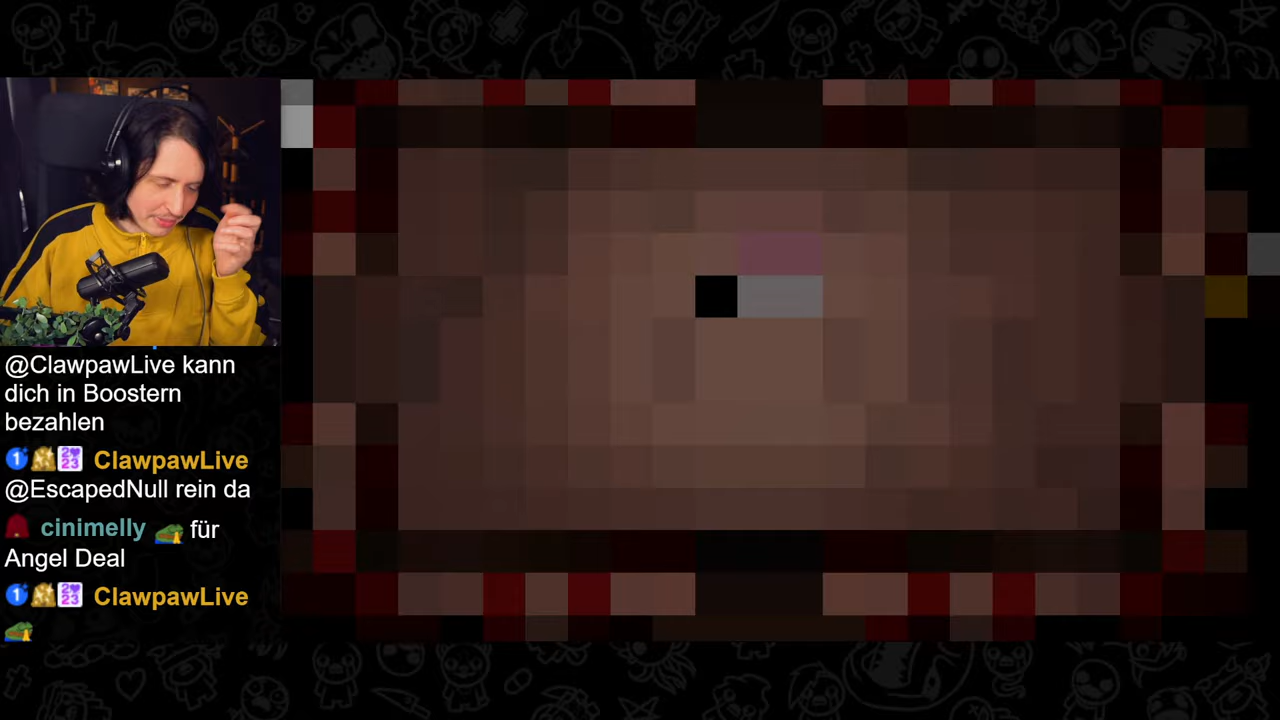 @ClawpawLive kann
dich in Boostern
bezahlen
ClawpawLive
@EscapedNull rein da
cinimelly für
Angel Deal
ClawpawLive